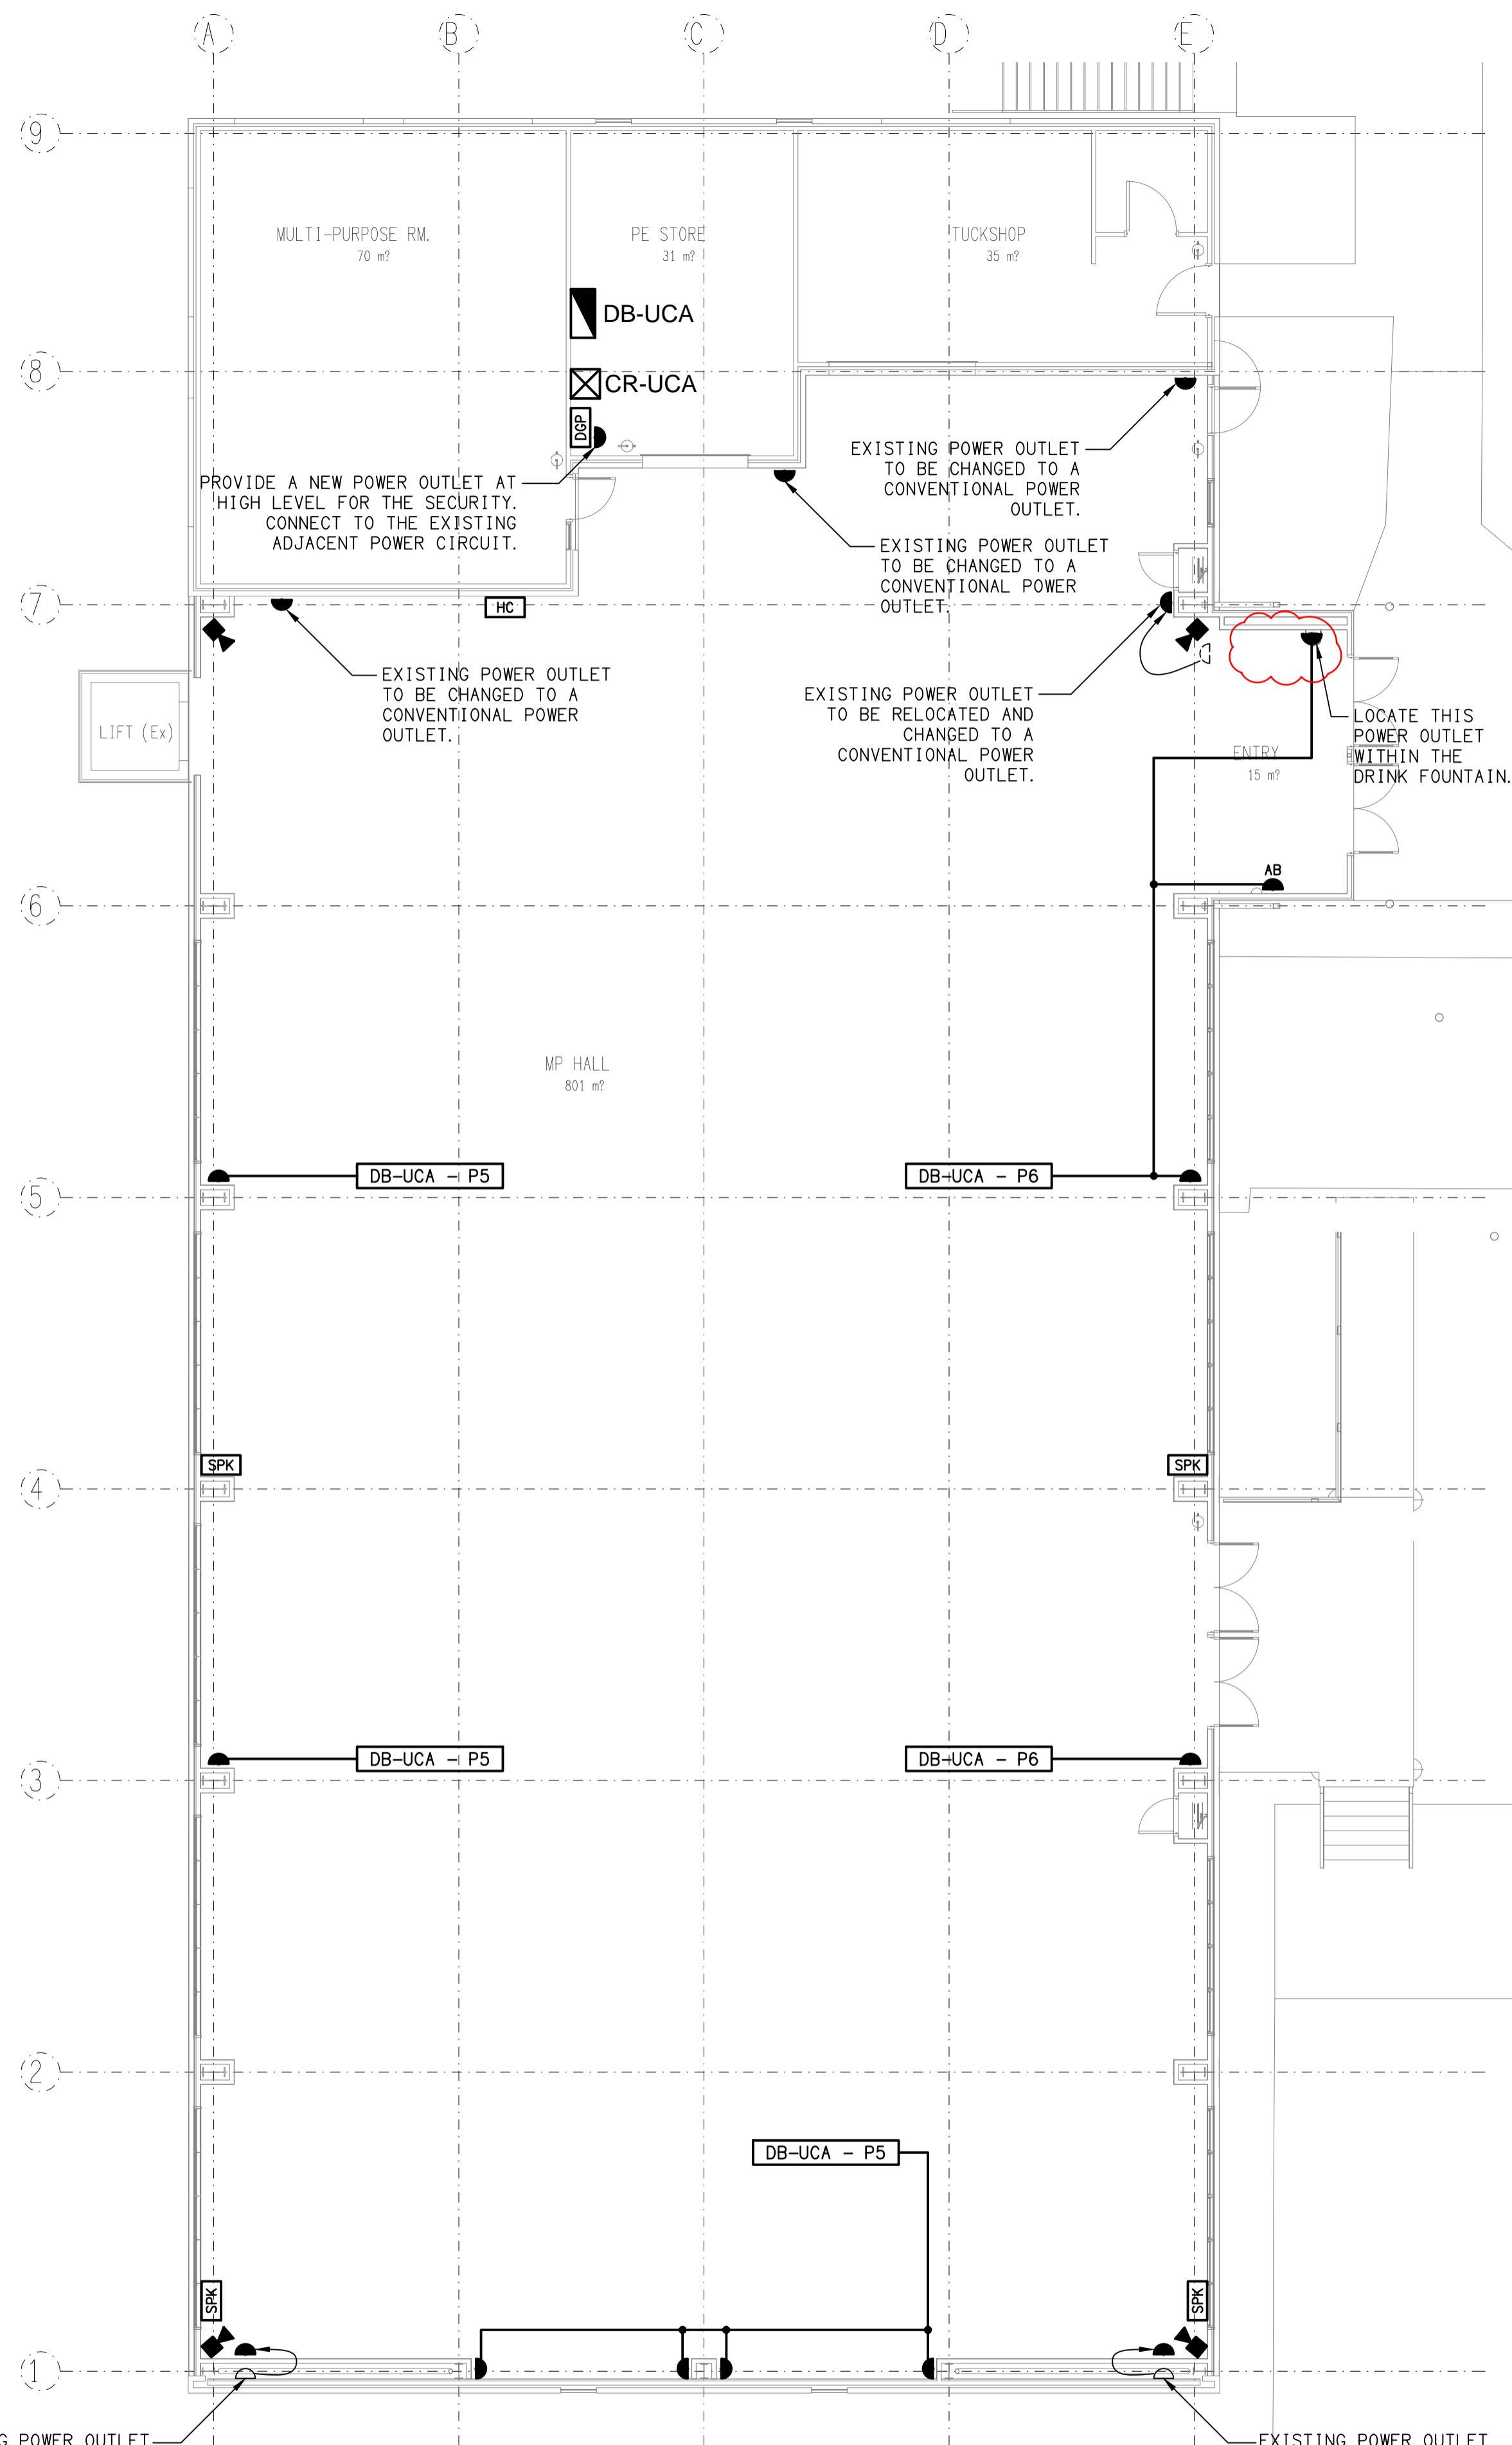 A
B
C
D
E
9
MULTI-PURPOSE RM.
70 m?
PE STORE
31 m?
TUCKSHOP
35 m?
DB-UCA
8
CR-UCA
DGP
PROVIDE A NEW POWER OUTLET AT
HIGH LEVEL FOR THE SECURITY.
CONNECT TO THE EXISTING
ADJACENT POWER CIRCUIT.
EXISTING POWER OUTLET
TO BE CHANGED TO A
CONVENTIONAL POWER
OUTLET.
EXISTING POWER OUTLET
TO BE CHANGED TO A
CONVENTIONAL POWER
OUTLET.
7
HC
EXISTING POWER OUTLET
TO BE CHANGED TO A
CONVENTIONAL POWER
OUTLET.
EXISTING POWER OUTLET
TO BE RELOCATED AND
CHANGED TO A
CONVENTIONAL POWER
OUTLET.
LIFT (Ex)
LOCATE THIS
POWER OUTLET
WITHIN THE
DRINK FOUNTAIN.
ENTRY
15 m?
AB
6
MP HALL
801 m?
DB-UCA - P5
DB-UCA - P6
5
SPK
SPK
4
DB-UCA - P5
DB-UCA - P6
3
2
DB-UCA - P5
SPK
SPK
1
POWER OUTLET
EXISTING POWER OUTLET